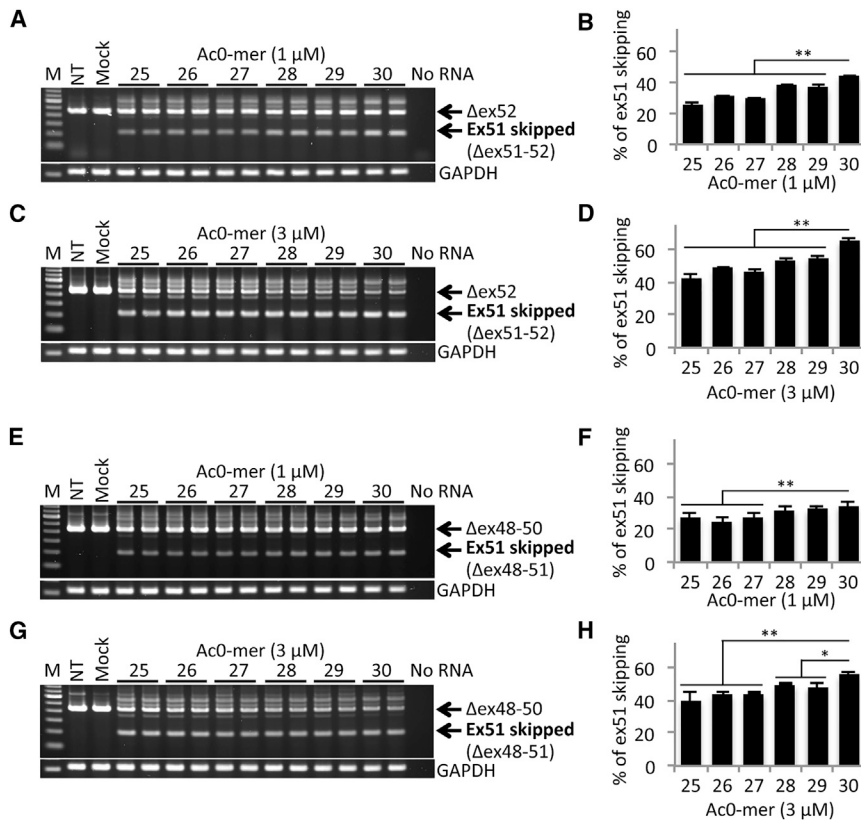 A
Ac0-mer (1 µM)
M NT Mock 25 26 27 28 29 30 No RNA
Δex52
Ex51 skipped
(Δex51-52)
GAPDH
B
% of ex51 skipping
60
40
20
0
**
25 26 27 28 29 30
Ac0-mer (1 µM)
C
Ac0-mer (3 µM)
M NT Mock 25 26 27 28 29 30 No RNA
Δex52
Ex51 skipped
(Δex51-52)
GAPDH
D
% of ex51 skipping
60
40
20
0
**
25 26 27 28 29 30
Ac0-mer (3 µM)
E
Ac0-mer (1 µM)
M NT Mock 25 26 27 28 29 30 No RNA
Δex48-50
Ex51 skipped
(Δex48-51)
GAPDH
F
% of ex51 skipping
60
40
20
0
**
25 26 27 28 29 30
Ac0-mer (1 µM)
G
Ac0-mer (3 µM)
M NT Mock 25 26 27 28 29 30 No RNA
Δex48-50
Ex51 skipped
(Δex48-51)
GAPDH
H
% of ex51 skipping
60
40
20
0
**
*
25 26 27 28 29 30
Ac0-mer (3 µM)